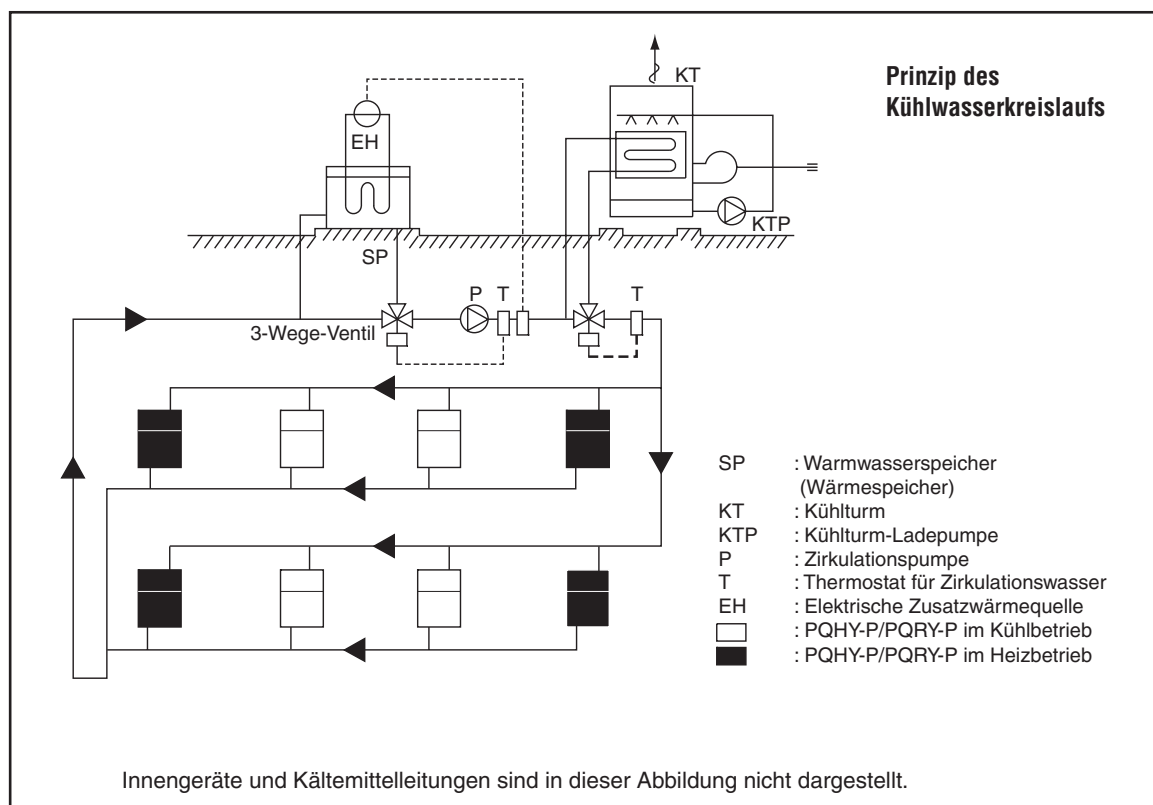 Prinzip des
Kühlwasserkreislaufs
KT
EH
KTP
SP
P
T
T
3-Wege-Ventil
SP : Warmwasserspeicher
(Wärmespeicher)
KT : Kühlturm
KTP : Kühlturm-Ladepumpe
P : Zirkulationspumpe
T : Thermostat für Zirkulationswasser
EH : Elektrische Zusatzwärmequelle
: PQHY-P/PQRY-P im Kühlbetrieb
: PQHY-P/PQRY-P im Heizbetrieb
Innengeräte und Kältemittelleitungen sind in dieser Abbildung nicht dargestellt.